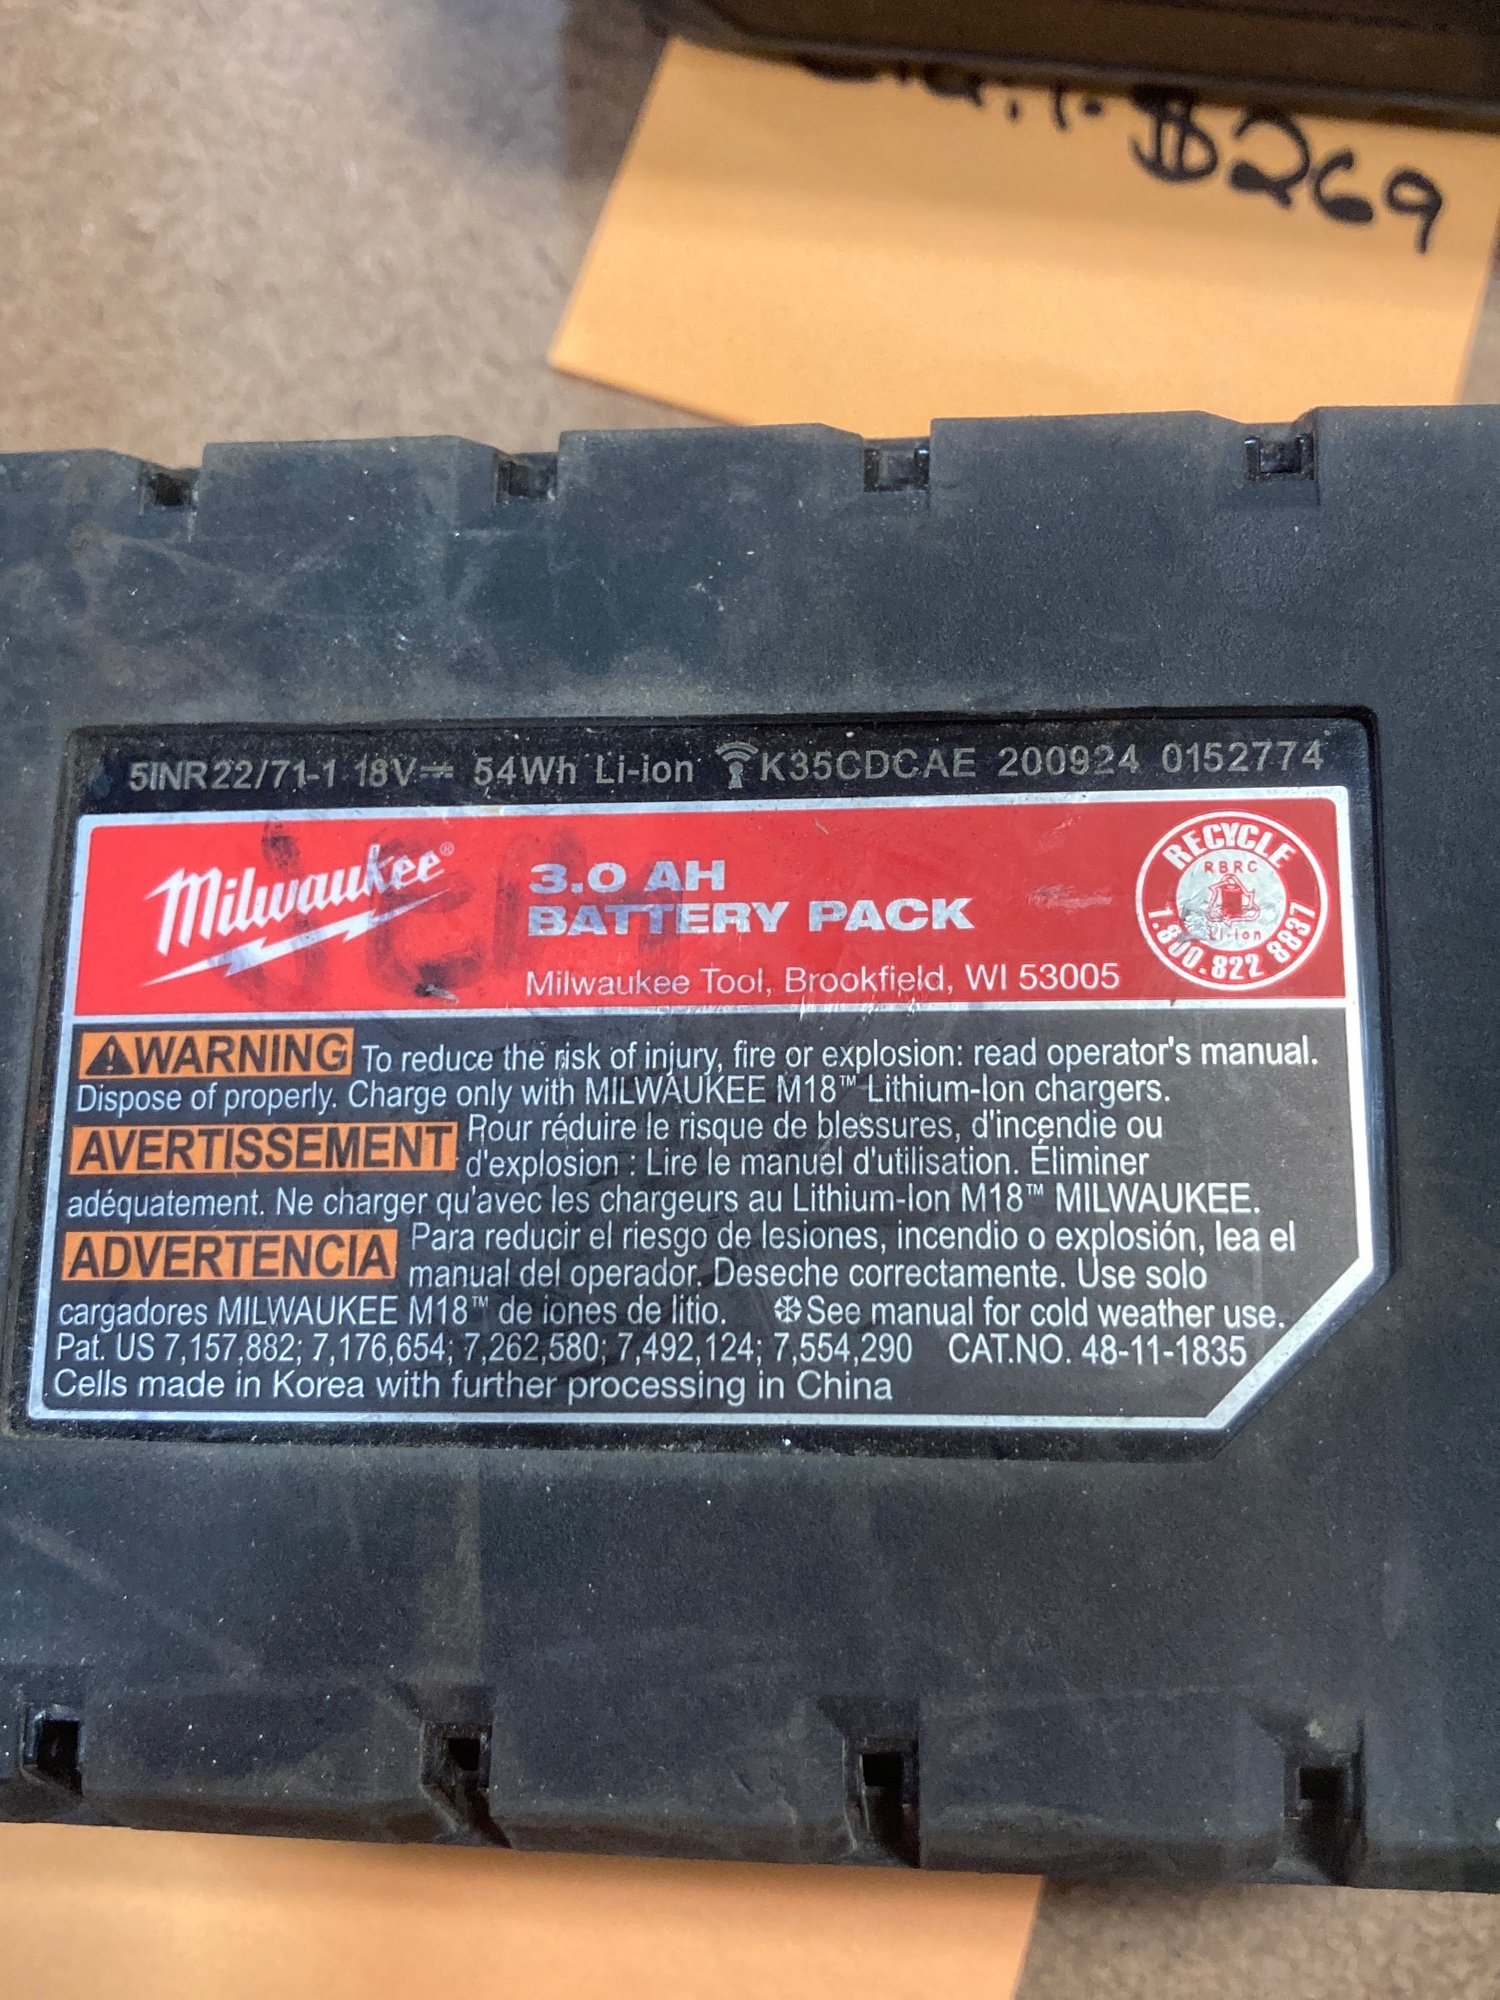 $269
5INR22/71-1 18V⎓ 54Wh Li-ion K35CDCAE 200924 0152774
Milwaukee®
3.0 AH
BATTERY PACK
Milwaukee Tool, Brookfield, WI 53005
RECYCLE
RBRC
Li-ion
1.800.822 8837
⚠WARNING To reduce the risk of injury, fire or explosion: read operator's manual.
Dispose of properly. Charge only with MILWAUKEE M18™ Lithium-Ion chargers.
AVERTISSEMENT Pour réduire le risque de blessures, d'incendie ou
d'explosion : Lire le manuel d'utilisation. Éliminer
adéquatement. Ne charger qu'avec les chargeurs au Lithium-Ion M18™ MILWAUKEE.
ADVERTENCIA Para reducir el riesgo de lesiones, incendio o explosión, lea el
manual del operador. Deseche correctamente. Use solo
cargadores MILWAUKEE M18™ de iones de litio. ❄See manual for cold weather use.
Pat. US 7,157,882; 7,176,654; 7,262,580; 7,492,124; 7,554,290 CAT.NO. 48-11-1835
Cells made in Korea with further processing in China